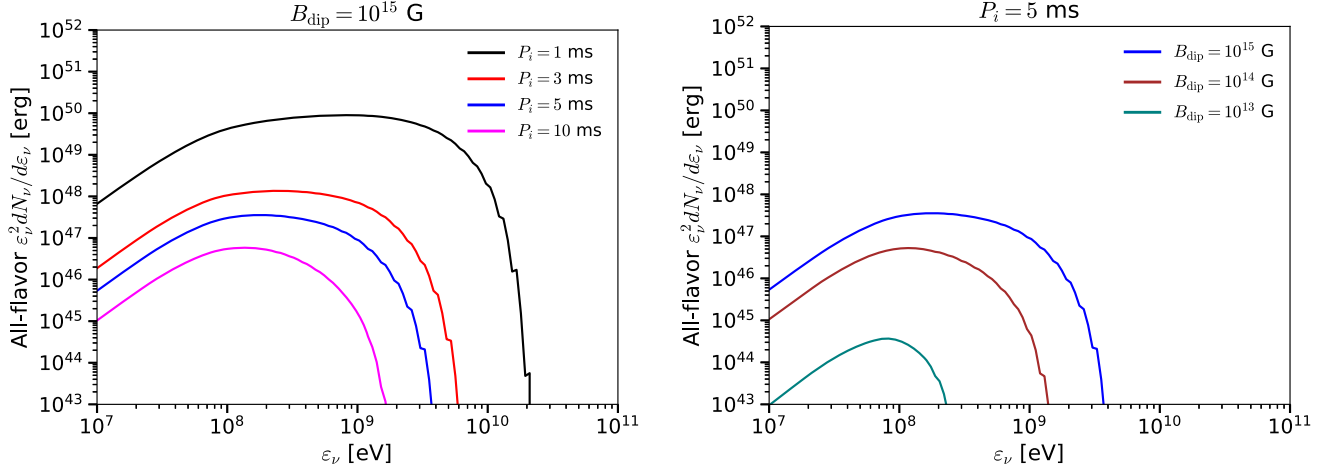 B_dip = 10^15 G
10^52
10^51
10^50
10^49
10^48
10^47
10^46
10^45
10^44
10^43
All-flavor ε_ν^2 dN_ν/dε_ν [erg]
P_i = 1 ms
P_i = 3 ms
P_i = 5 ms
P_i = 10 ms
10^7 10^8 10^9 10^10 10^11
ε_ν [eV]
P_i = 5 ms
10^52
10^51
10^50
10^49
10^48
10^47
10^46
10^45
10^44
10^43
All-flavor ε_ν^2 dN_ν/dε_ν [erg]
B_dip = 10^15 G
B_dip = 10^14 G
B_dip = 10^13 G
10^7 10^8 10^9 10^10 10^11
ε_ν [eV]